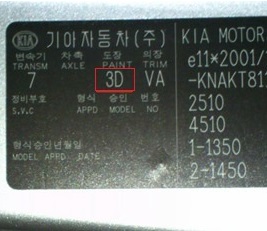 KIA 기아자동차(주)
변속기 차축 도장 의장
TRANSM AXLE PAINT TRIM
7 3D VA
정비부호 형식 승인 번호
S.V.C APPD MODEL NO
형식승인년월일
MODEL APPD DATE
KIA MOTOR
e11*2001/
-KNAKT81
2510
4510
1-1350
2-1450